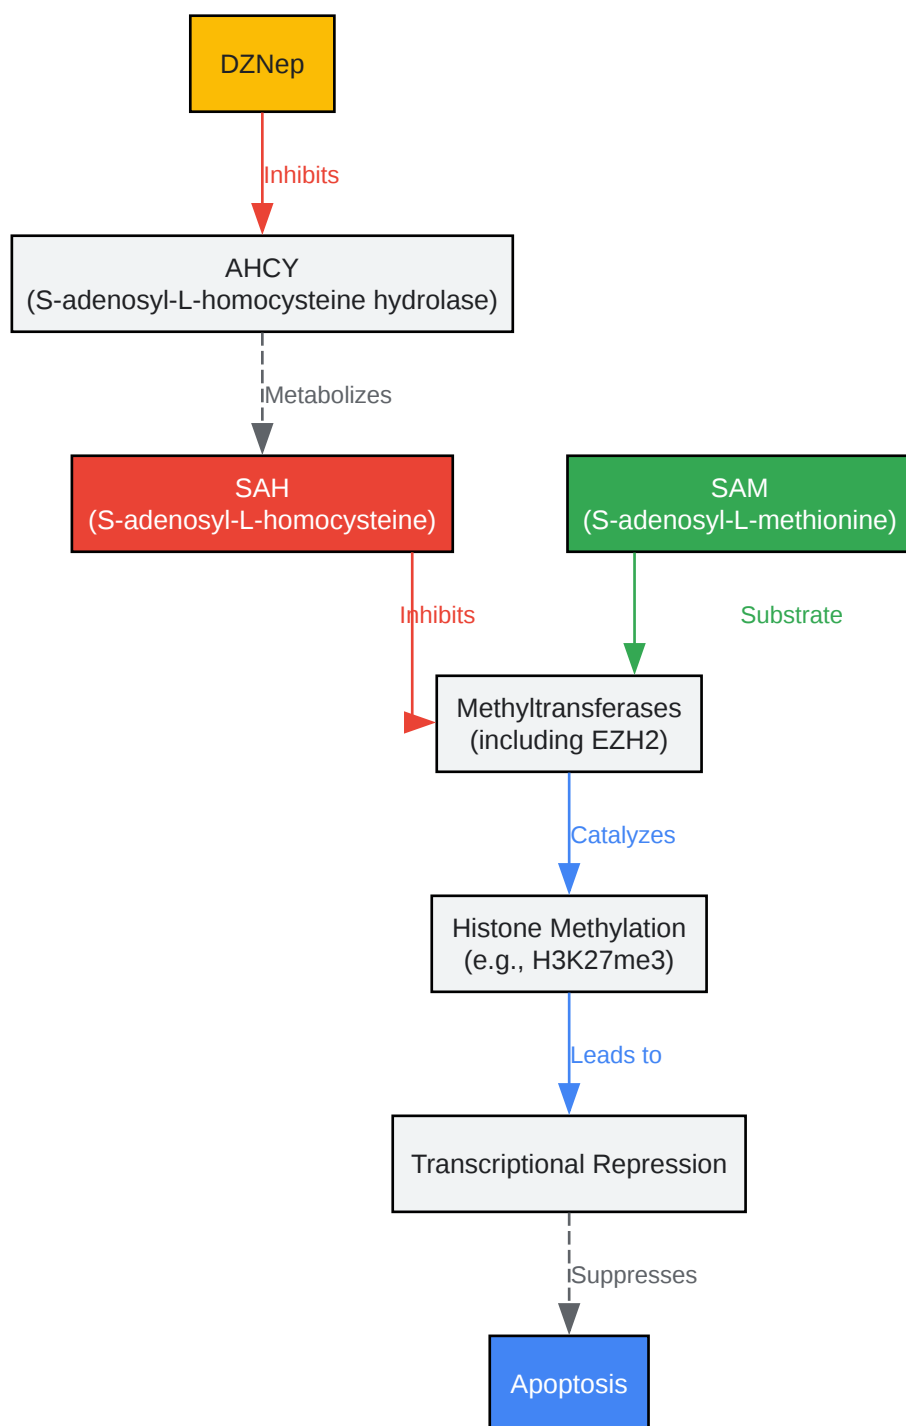 DZNep
Inhibits
AHCY
(S-adenosyl-L-homocysteine hydrolase)
Metabolizes
SAH
(S-adenosyl-L-homocysteine)
SAM
(S-adenosyl-L-methionine)
Inhibits
Substrate
Methyltransferases
(including EZH2)
Catalyzes
Histone Methylation
(e.g., H3K27me3)
Leads to
Transcriptional Repression
Suppresses
Apoptosis